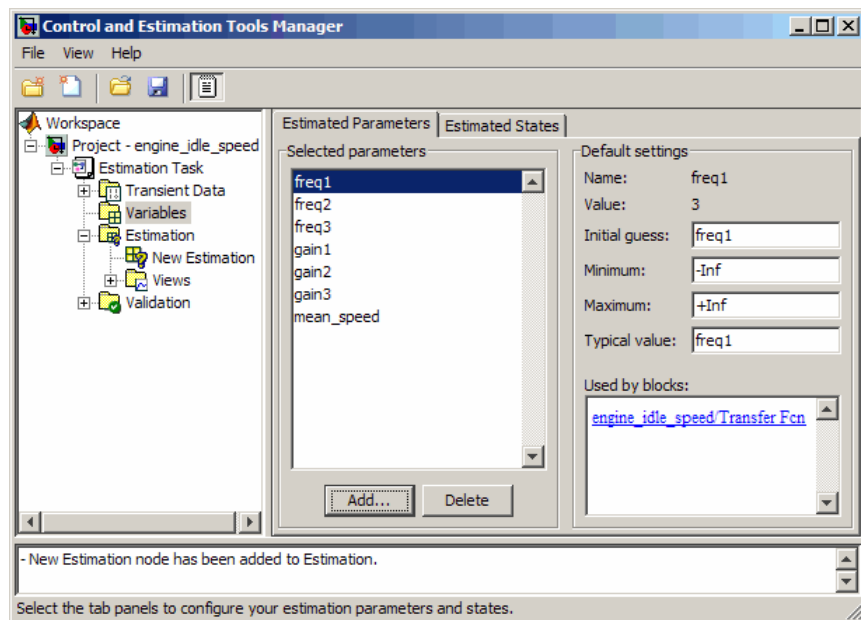 Control and Estimation Tools Manager
File View Help
Workspace
Project - engine_idle_speed
Estimation Task
Transient Data
Variables
Estimation
New Estimation
Views
Validation
Estimated Parameters
Estimated States
Selected parameters
freq1
freq2
freq3
gain1
gain2
gain3
mean_speed
Add...
Delete
Default settings
Name: freq1
Value: 3
Initial guess: freq1
Minimum: -Inf
Maximum: +Inf
Typical value: freq1
Used by blocks:
engine_idle_speed/Transfer Fcn
- New Estimation node has been added to Estimation.
Select the tab panels to configure your estimation parameters and states.